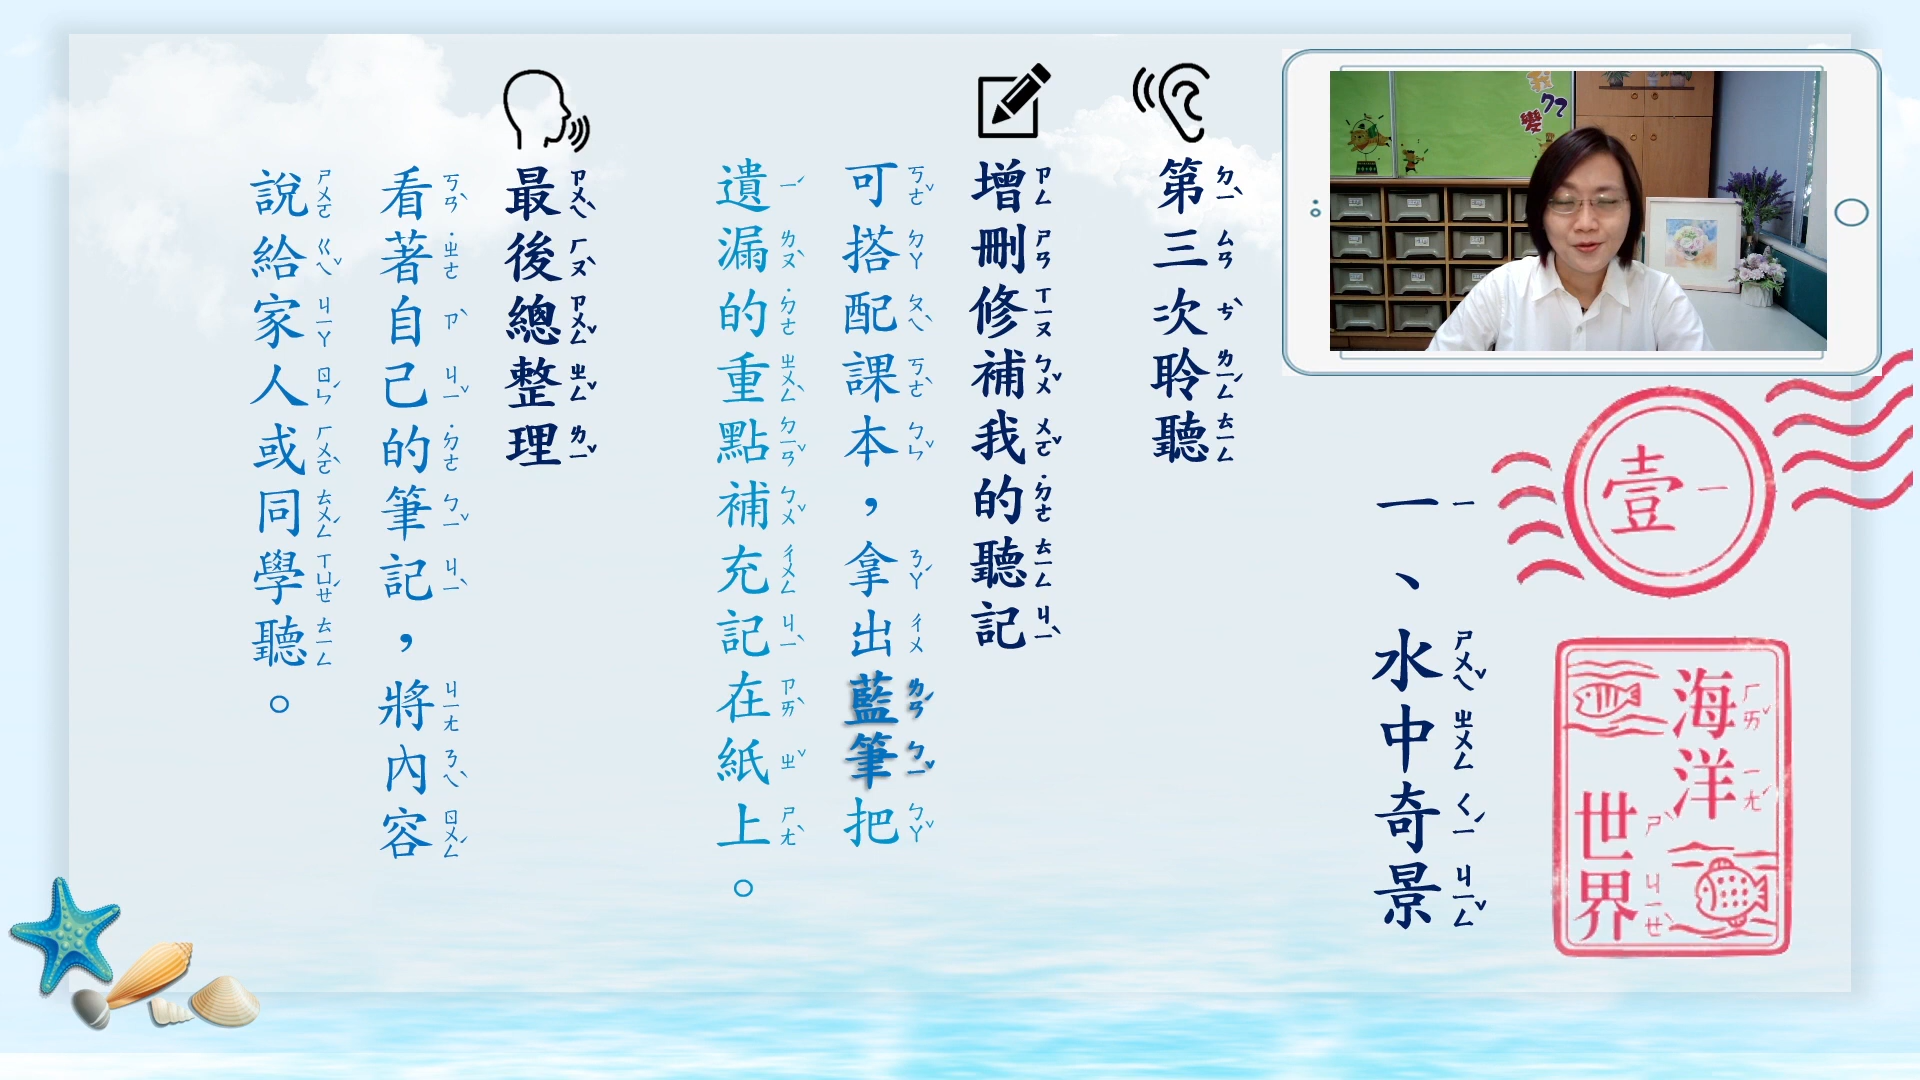 壹
海洋
世界
一、水中奇景
第三次聆聽
增刪修補我的聽記
可搭配課本，拿出藍筆把
遺漏的重點補充記在紙上。
最後總整理
看著自己的筆記，將內容
說給家人或同學聽。